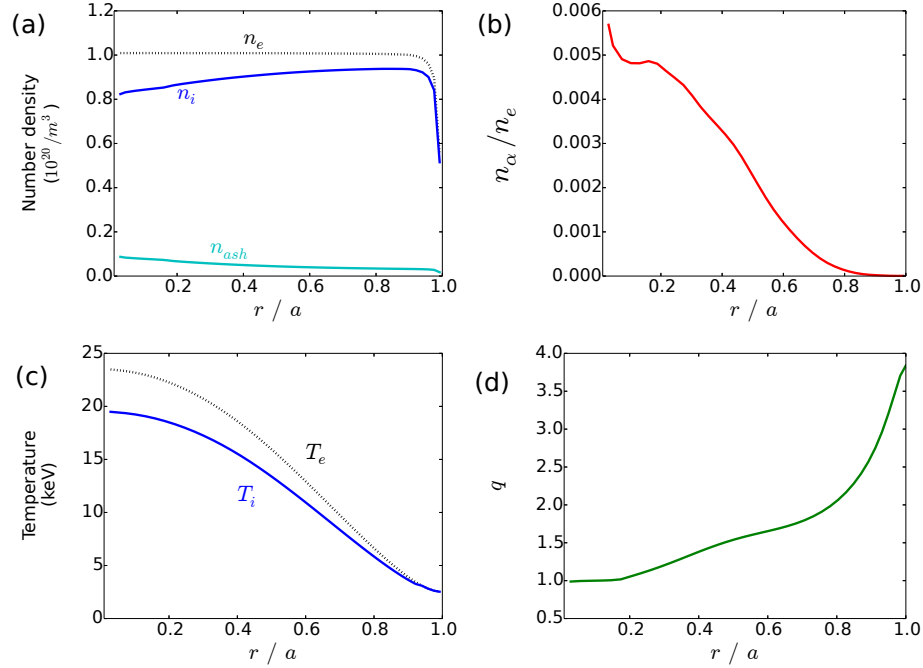 (a)
1.2
1.0
0.8
0.6
0.4
0.2
0.0
Number density
(10^{20}/m^3)
n_e
n_i
n_{ash}
0.2 0.4 0.6 0.8 1.0
r / a
(b)
0.006
0.005
0.004
0.003
0.002
0.001
0.000
n_α/n_e
0.2 0.4 0.6 0.8 1.0
r / a
(c)
25
20
15
10
5
0
Temperature
(keV)
T_e
T_i
0.2 0.4 0.6 0.8 1.0
r / a
(d)
4.0
3.5
3.0
2.5
2.0
1.5
1.0
0.5
q
0.2 0.4 0.6 0.8 1.0
r / a